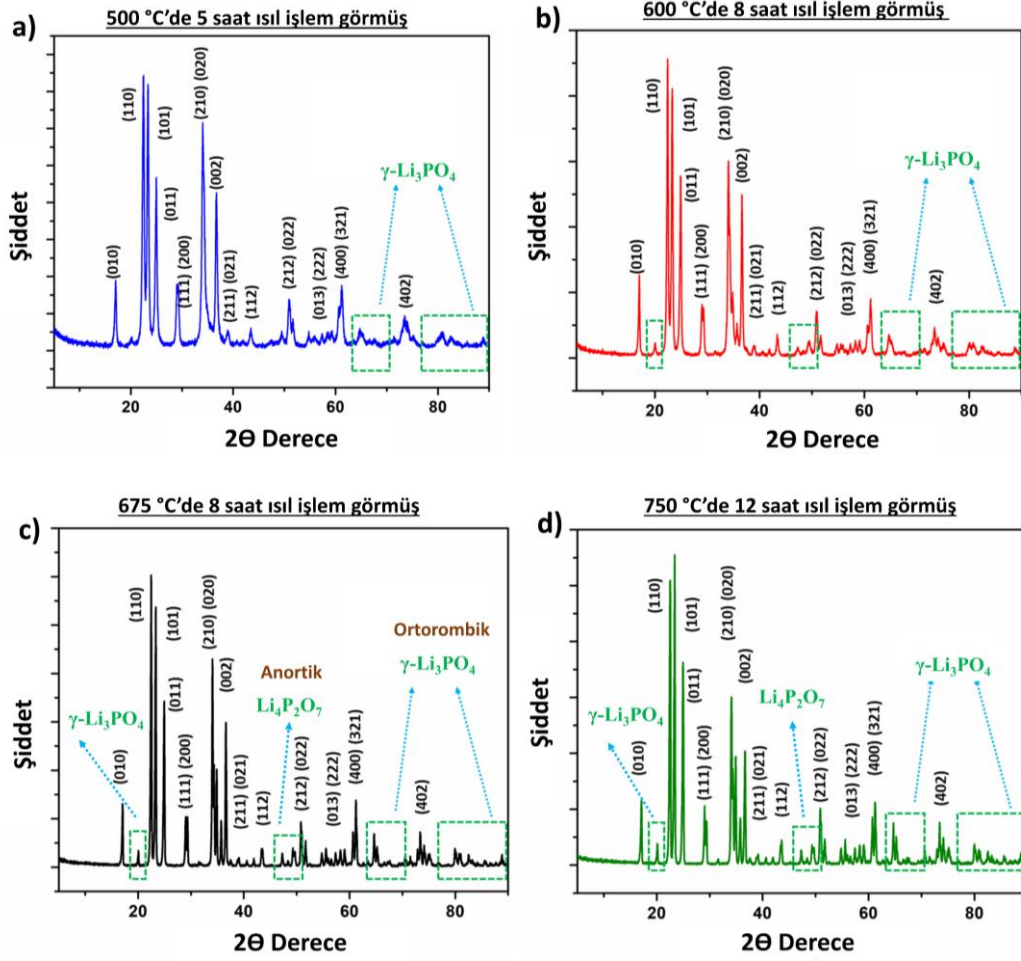 a)
500 °C’de 5 saat ısıl işlem görmüş
Şiddet
(010)
(110)
(101)
(011)
(111) (200)
(210) (020)
(002)
(211) (021)
(112)
(212) (022)
(013) (222)
(400) (321)
(402)
γ-Li₃PO₄
20 40 60 80
2Θ Derece
b)
600 °C’de 8 saat ısıl işlem görmüş
Şiddet
(010)
(110)
(101)
(011)
(111) (200)
(210) (020)
(002)
(211) (021)
(112)
(212) (022)
(013) (222)
(400) (321)
(402)
γ-Li₃PO₄
20 40 60 80
2Θ Derece
c)
675 °C’de 8 saat ısıl işlem görmüş
Şiddet
γ-Li₃PO₄
(010)
(110)
(101)
(011)
(111) (200)
(210) (020)
(002)
(211) (021)
(112)
Anortik
Li₄P₂O₇
(212) (022)
(013) (222)
(400) (321)
(402)
Ortorombik
γ-Li₃PO₄
20 40 60 80
2Θ Derece
d)
750 °C’de 12 saat ısıl işlem görmüş
Şiddet
γ-Li₃PO₄
(010)
(110)
(101)
(011)
(111) (200)
(210) (020)
(002)
(211) (021)
(112)
Li₄P₂O₇
(212) (022)
(013) (222)
(400) (321)
(402)
γ-Li₃PO₄
20 40 60 80
2Θ Derece